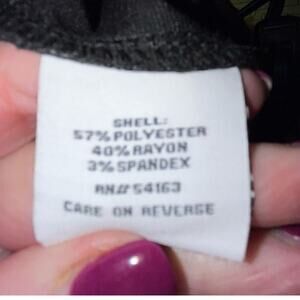 SHELL:
57% POLYESTER
40% RAYON
3% SPANDEX
RN# 54163
CARE ON REVERSE